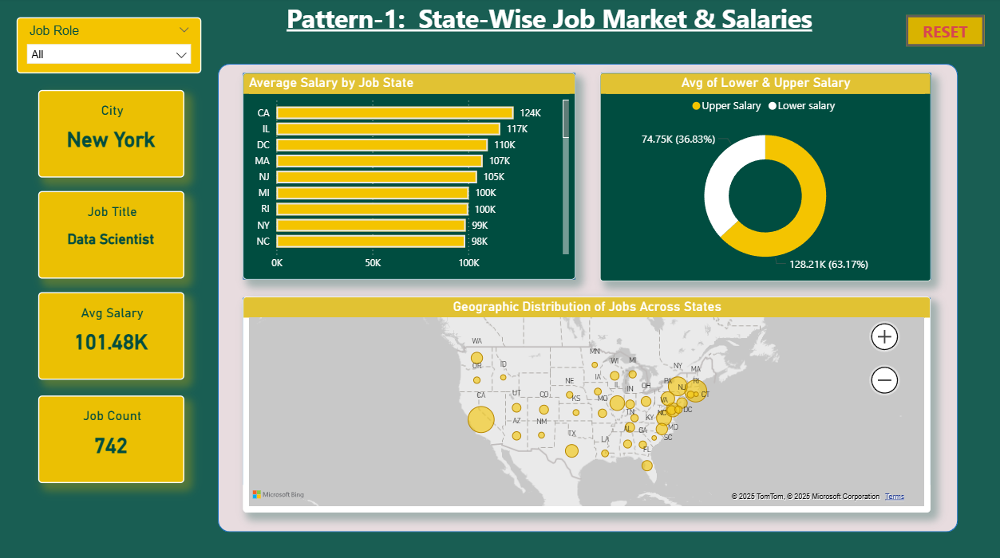 Pattern-1: State-Wise Job Market & Salaries
RESET
Job Role
All
City
New York
Job Title
Data Scientist
Avg Salary
101.48K
Job Count
742
Average Salary by Job State
CA 124K
IL 117K
DC 110K
MA 107K
NJ 105K
MI 100K
RI 100K
NY 99K
NC 98K
0K 50K 100K
Avg of Lower & Upper Salary
Upper Salary Lower salary
74.75K (36.83%)
128.21K (63.17%)
Geographic Distribution of Jobs Across States
WA
MN
WI MI
OR ID
NY MA
IA
NE
IL IN OH PA NJ RI
CT
CA UT CO KS MO
VA
DC
AZ NM
TN KY NC
MD
TX
AL GA SC
LA
FL
Microsoft Bing
© 2025 TomTom, © 2025 Microsoft Corporation Terms